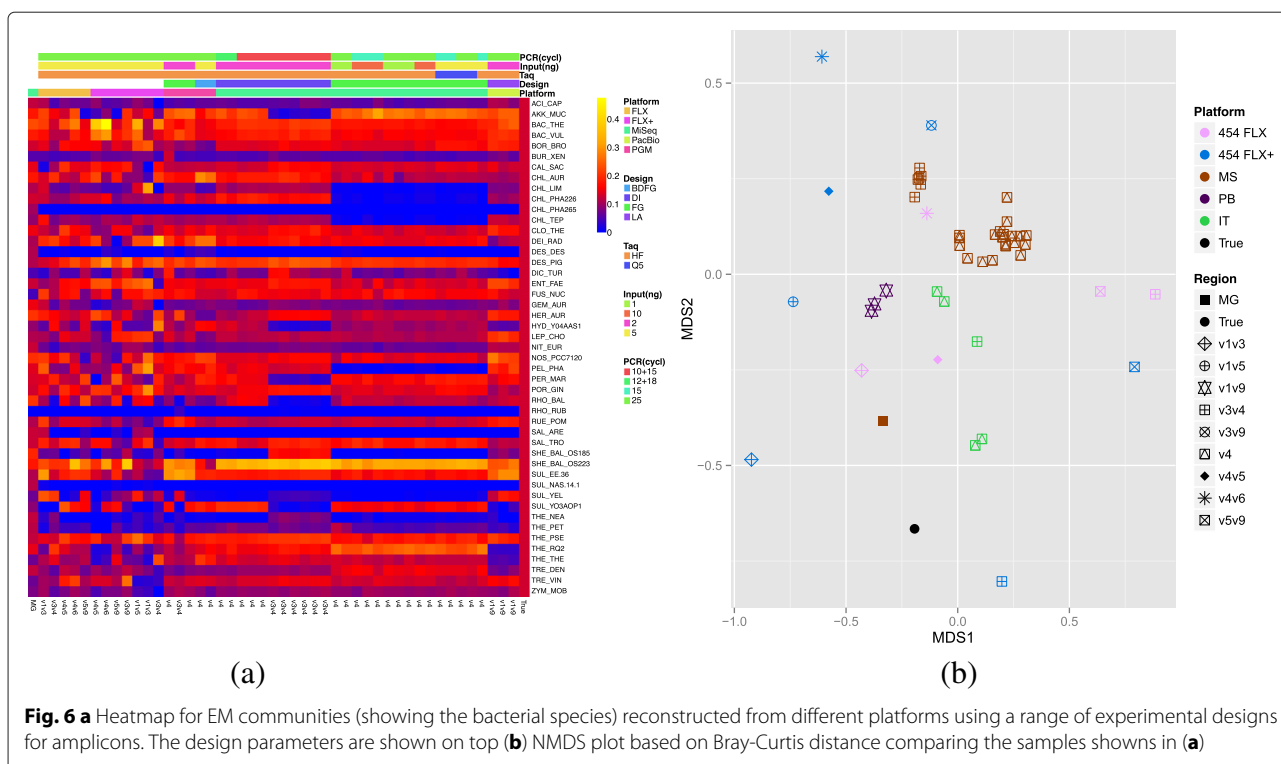 PCR(cycl)
Input(ng)
Taq
Design
Platform
ACI_CAP
AKK_MUC
BAC_THE
BAC_VUL
BOR_BRO
BUR_XEN
CAL_SAC
CHL_AUR
CHL_LIM
CHL_PHA226
CHL_PHA265
CHL_TEP
CLO_THE
DEI_RAD
DES_DES
DES_PIG
DIC_TUR
ENT_FAE
FUS_NUC
GEM_AUR
HER_AUR
HYD_Y04AAS1
LEP_CHO
NIT_EUR
NOS_PCC7120
PEL_PHA
PER_MAR
POR_GIN
RHO_BAL
RHO_RUB
RUE_POM
SAL_ARE
SAL_TRO
SHE_BAL_OS185
SHE_BAL_OS223
SUL_EE.36
SUL_NAS.14.1
SUL_YEL
SUL_YO3AOP1
THE_NEA
THE_PET
THE_PSE
THE_RQ2
THE_THE
TRE_DEN
TRE_VIN
ZYM_MOB
0.4
0.3
0.2
0.1
0
Platform
FLX
FLX+
MiSeq
PacBio
PGM
Design
BDFG
DI
FG
LA
Taq
HF
Q5
Input(ng)
1
10
2
5
PCR(cycl)
10+15
12+18
15
25
MG
True
(a)
0.5
0.0
−0.5
MDS2
−1.0
−0.5
0.0
0.5
MDS1
Platform
454 FLX
454 FLX+
MS
PB
IT
True
Region
MG
True
v1v3
v1v5
v1v9
v3v4
v3v9
v4
v4v5
v4v6
v5v9
(b)
Fig. 6 a Heatmap for EM communities (showing the bacterial species) reconstructed from different platforms using a range of experimental designs
for amplicons. The design parameters are shown on top (b) NMDS plot based on Bray-Curtis distance comparing the samples showns in (a)